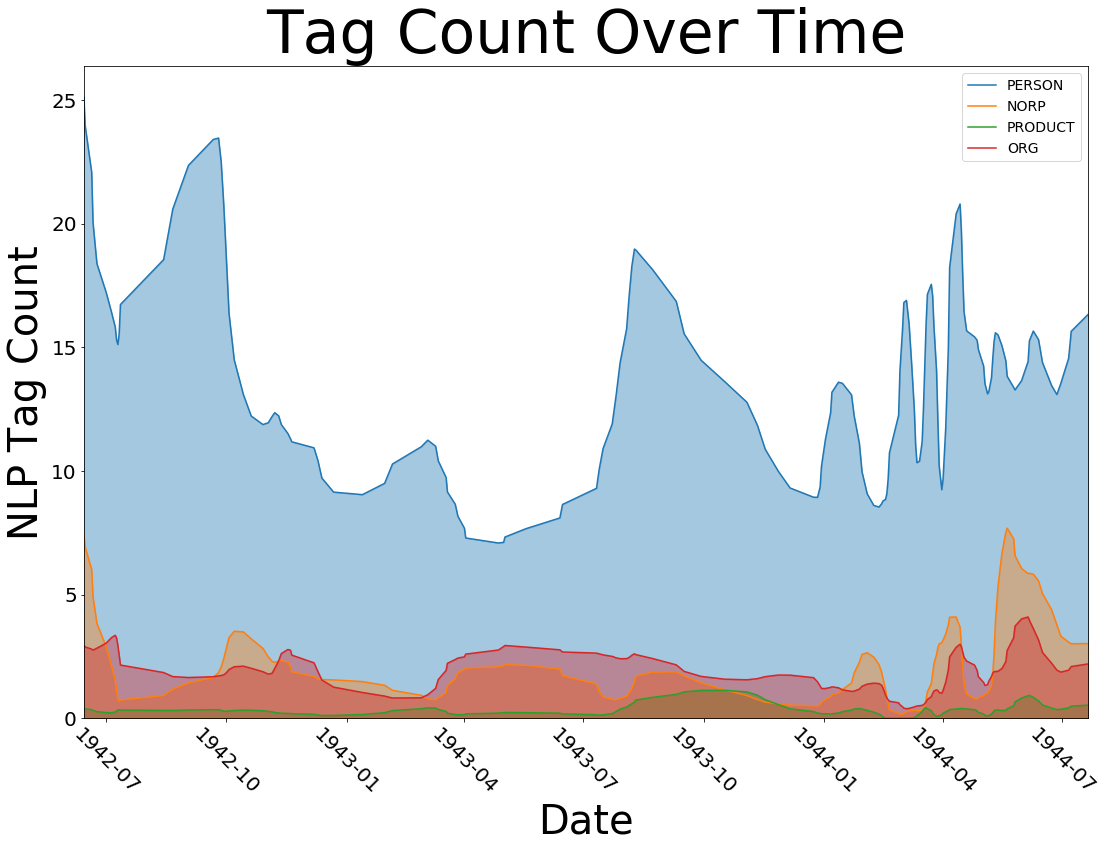 Tag Count Over Time
PERSON
NORP
PRODUCT
ORG
NLP Tag Count
25
20
15
10
5
0
1942-07
1942-10
1943-01
1943-04
1943-07
1943-10
1944-01
1944-04
1944-07
Date